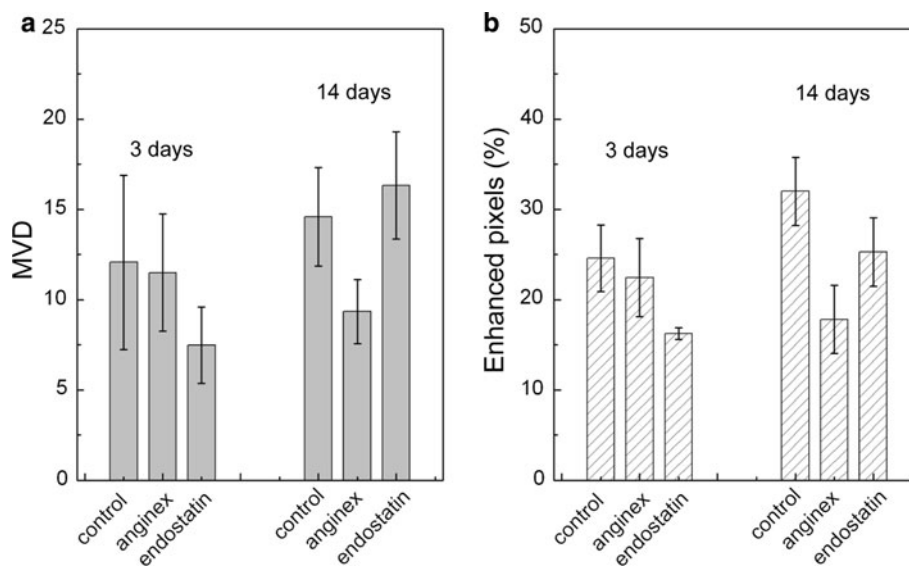 a
25
20
15
10
5
0
MVD
3 days
14 days
control
anginex
endostatin
control
anginex
endostatin
b
50
40
30
20
10
0
Enhanced pixels (%)
3 days
14 days
control
anginex
endostatin
control
anginex
endostatin